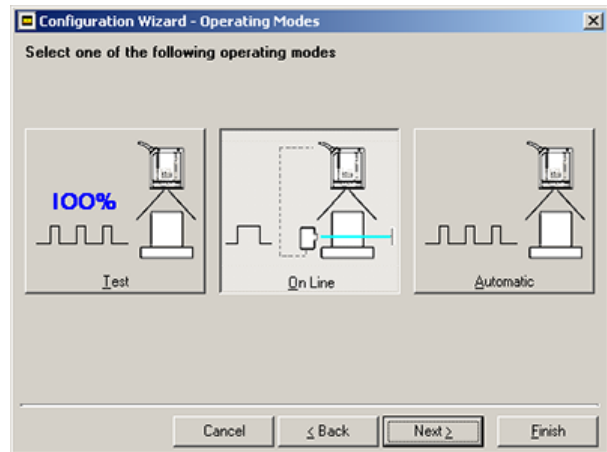 Configuration Wizard - Operating Modes
Select one of the following operating modes
100%
Test
On Line
Automatic
Cancel
< Back
Next >
Finish